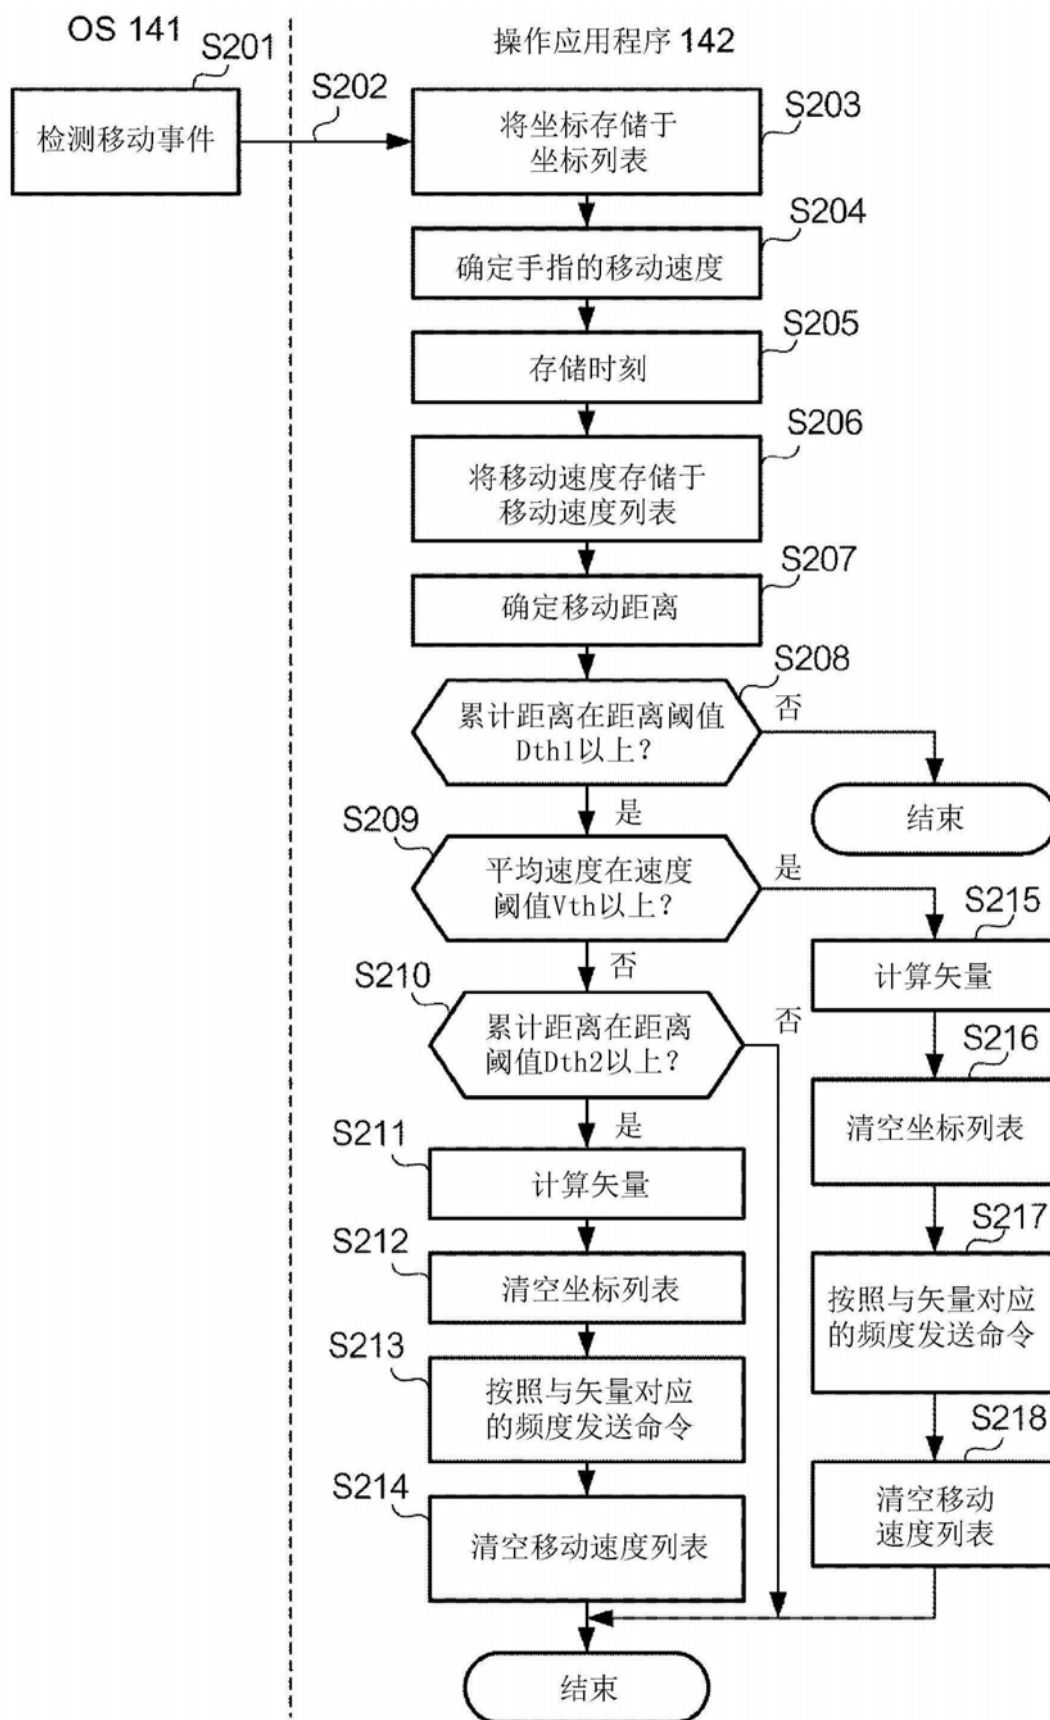 OS 141
操作应用程序 142
S201
检测移动事件
S202
S203
将坐标存储于
坐标列表
S204
确定手指的移动速度
S205
存储时刻
S206
将移动速度存储于
移动速度列表
S207
确定移动距离
S208
累计距离在距离阈值
Dth1以上?
否
结束
是
S209
平均速度在速度
阈值Vth以上?
是
否
S210
累计距离在距离
阈值Dth2以上?
否
是
S211
计算矢量
S212
清空坐标列表
S213
按照与矢量对应
的频度发送命令
S214
清空移动速度列表
S215
计算矢量
S216
清空坐标列表
S217
按照与矢量对应
的频度发送命令
S218
清空移动
速度列表
结束